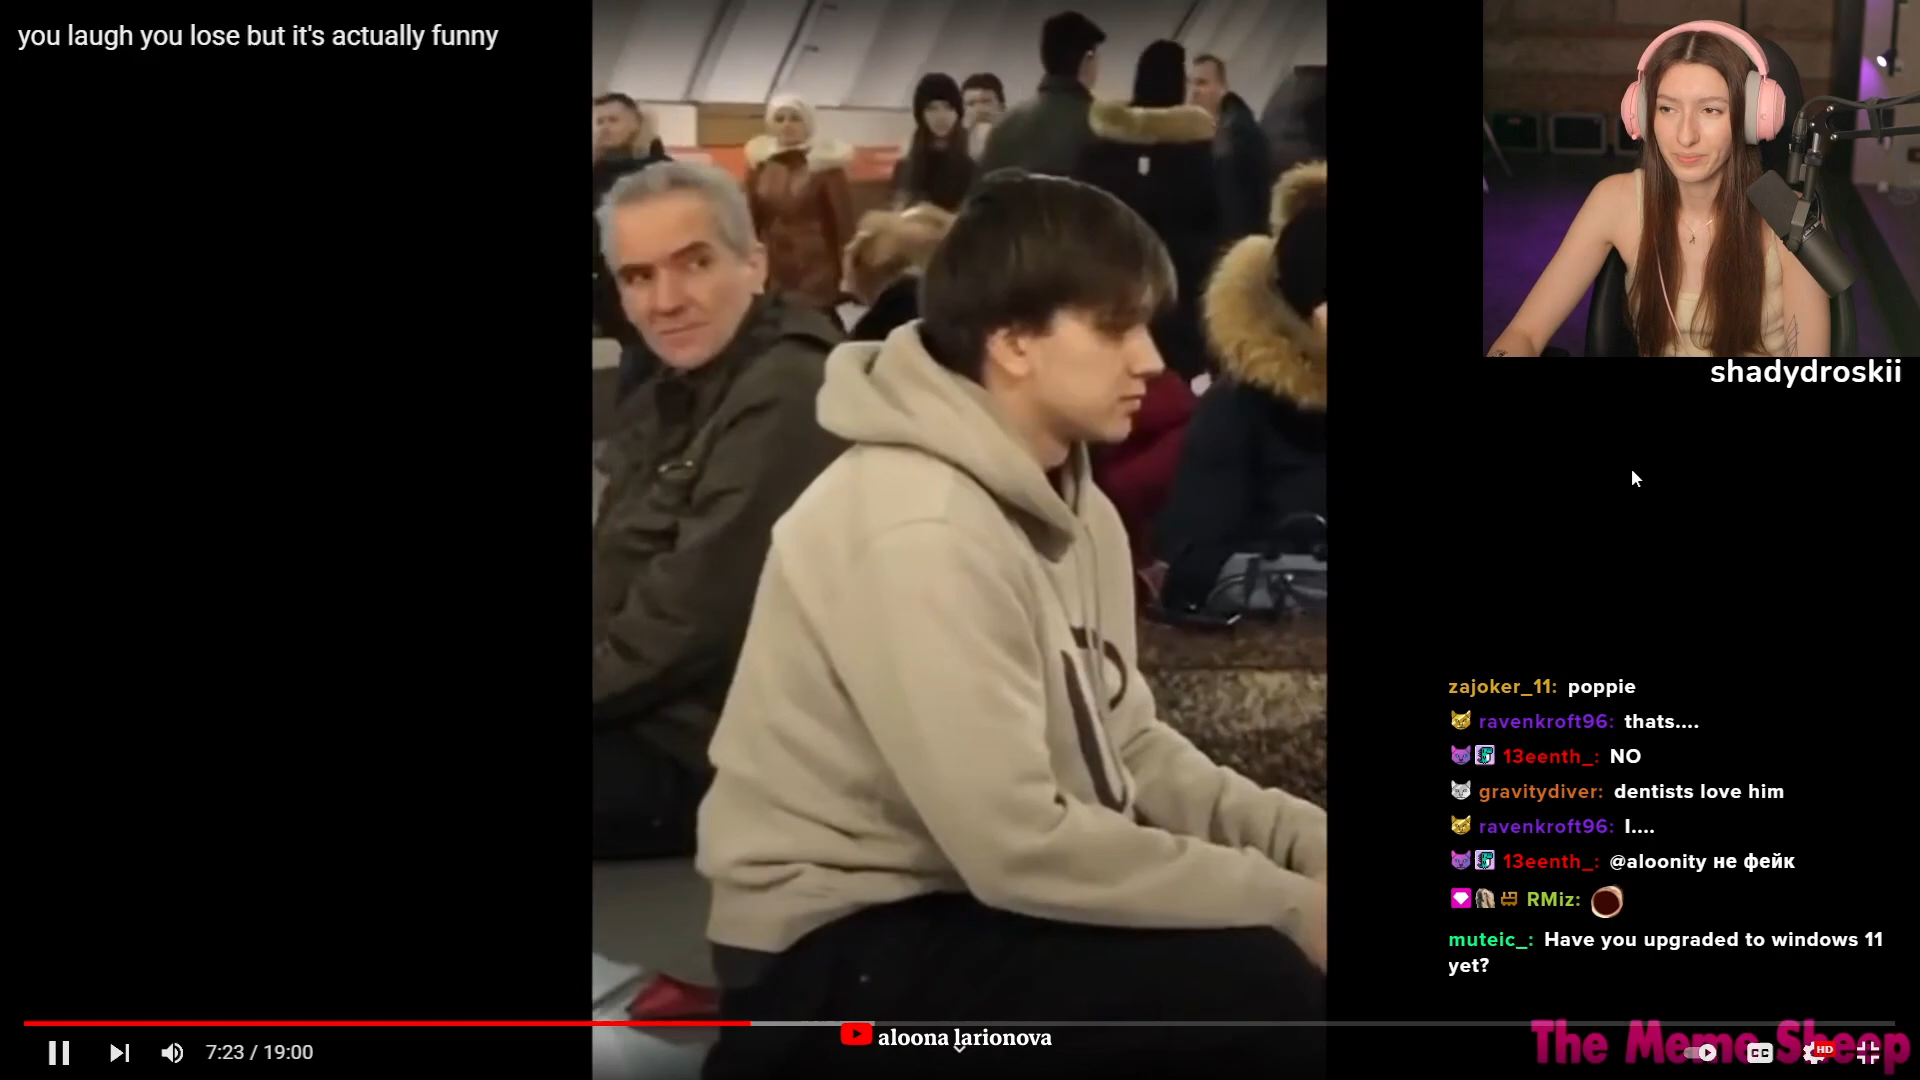 you laugh you lose but it's actually funny
shadydroskii
zajoker_11: poppie
ravenkroft96: thats....
13eenth_: NO
gravitydiver: dentists love him
ravenkroft96: I....
13eenth_: @aloonity не фейк
RMiz:
muteic_: Have you upgraded to windows 11
yet?
aloona larionova
The Meme Sheep
7:23 / 19:00
CC
HD